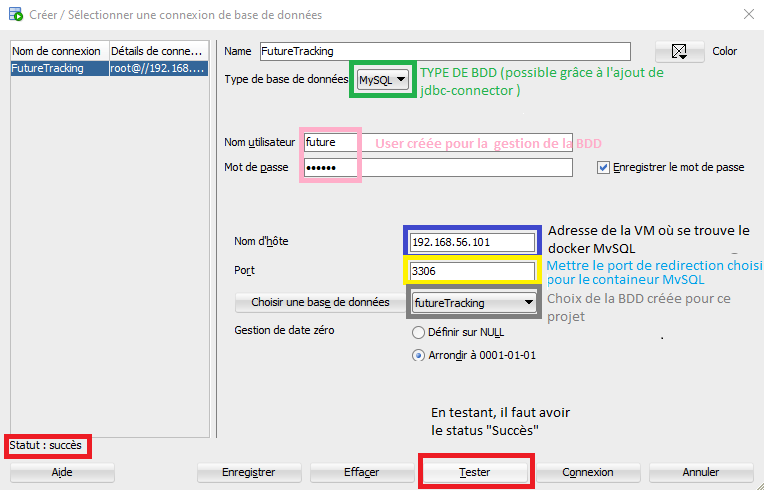 Créer / Sélectionner une connexion de base de données
Nom de connexion
Détails de conne...
FutureTracking
root@//192.168....
Name
FutureTracking
Color
Type de base de données
MySQL
TYPE DE BDD (possible grâce à l'ajout de
jdbc-connector )
Nom utilisateur
future
User créée pour la gestion de la BDD
Mot de passe
••••••
Enregistrer le mot de passe
Nom d'hôte
192.168.56.101
Adresse de la VM où se trouve le
docker MySQL
Port
3306
Mettre le port de redirection choisi
pour le containeur MySQL
Choisir une base de données
futureTracking
Choix de la BDD créée pour ce
projet
Gestion de date zéro
Définir sur NULL
Arrondir à 0001-01-01
.
En testant, il faut avoir
le status "Succès"
Statut : succès
Aide
Enregistrer
Effacer
Tester
Connexion
Annuler